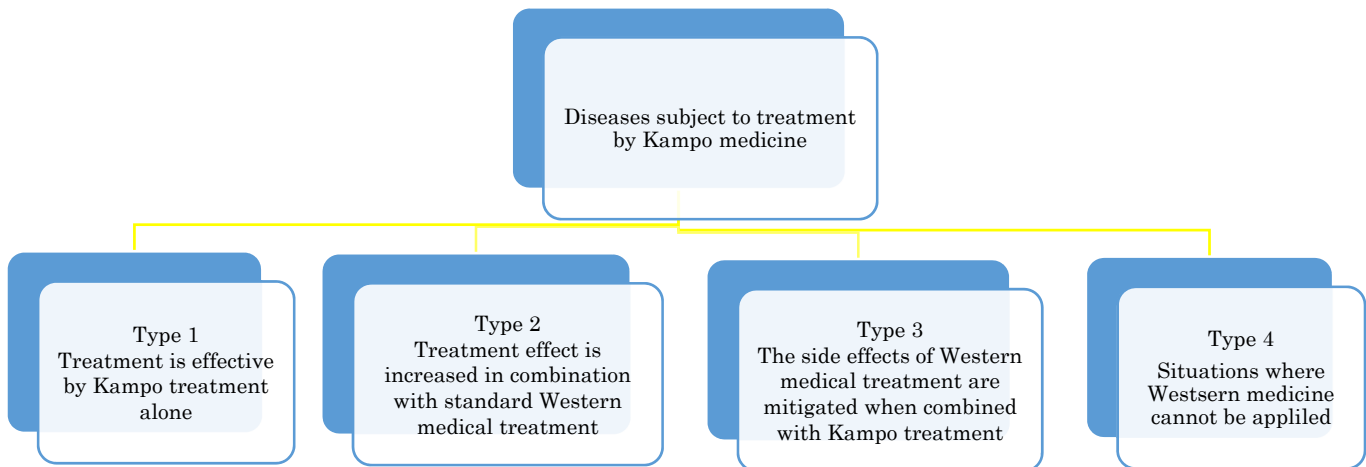 Diseases subject to treatment
by Kampo medicine
Type 1
Treatment is effective
by Kampo treatment
alone
Type 2
Treatment effect is
increased in combination
with standard Western
medical treatment
Type 3
The side effects of Western
medical treatment are
mitigated when combined
with Kampo treatment
Type 4
Situations where
Westsern medicine
cannot be appliled